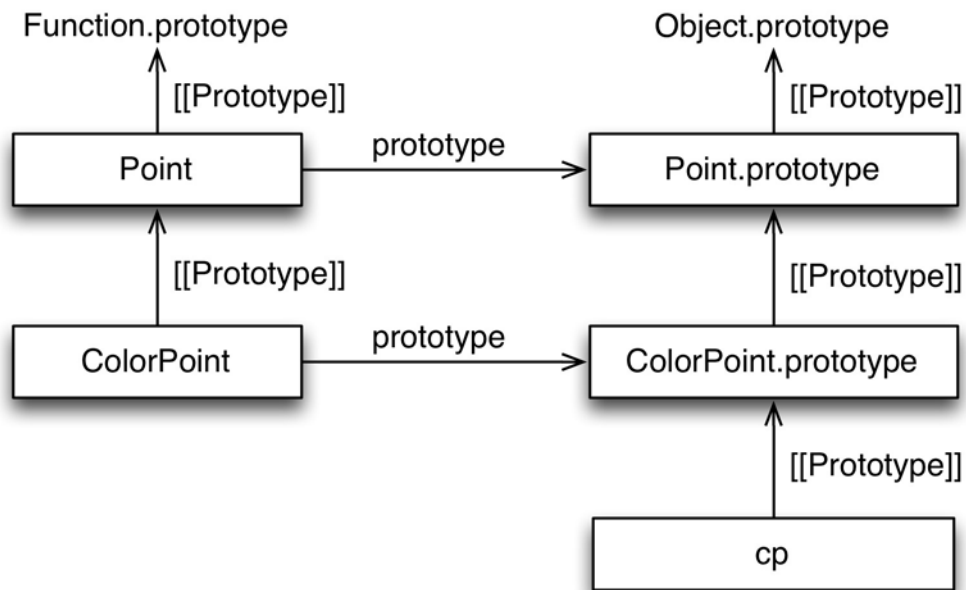 Function.prototype
Object.prototype
[[Prototype]]
[[Prototype]]
Point
prototype
Point.prototype
[[Prototype]]
[[Prototype]]
ColorPoint
prototype
ColorPoint.prototype
[[Prototype]]
cp